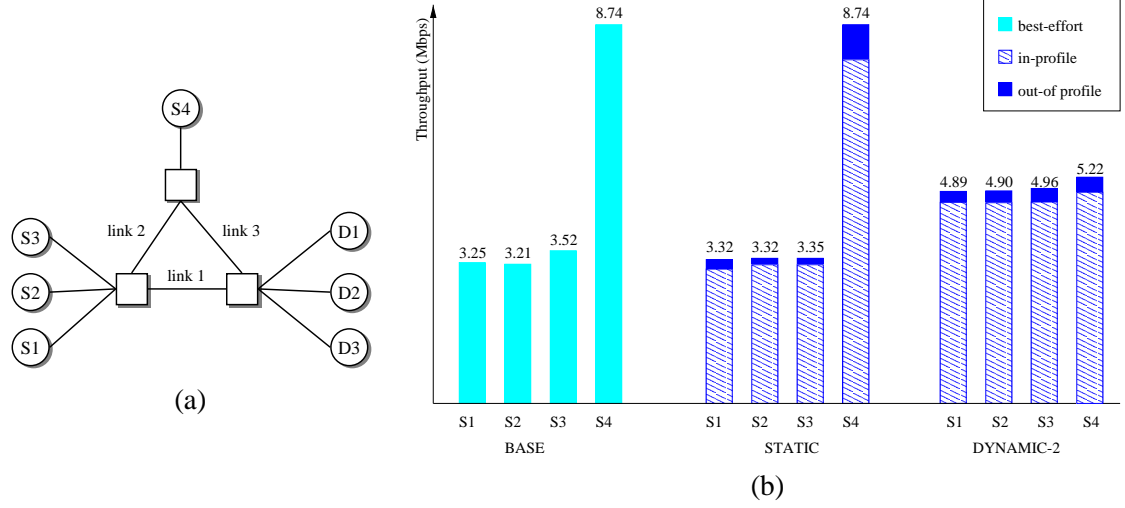 S4
link 2
link 3
S3
D1
link 1
S2
D2
S1
D3
(a)
Throughput (Mbps)
8.74
8.74
best-effort
in-profile
out-of profile
3.25
3.21
3.52
3.32
3.32
3.35
4.89
4.90
4.96
5.22
S1 S2 S3 S4
S1 S2 S3 S4
S1 S2 S3 S4
BASE
STATIC
DYNAMIC-2
(b)